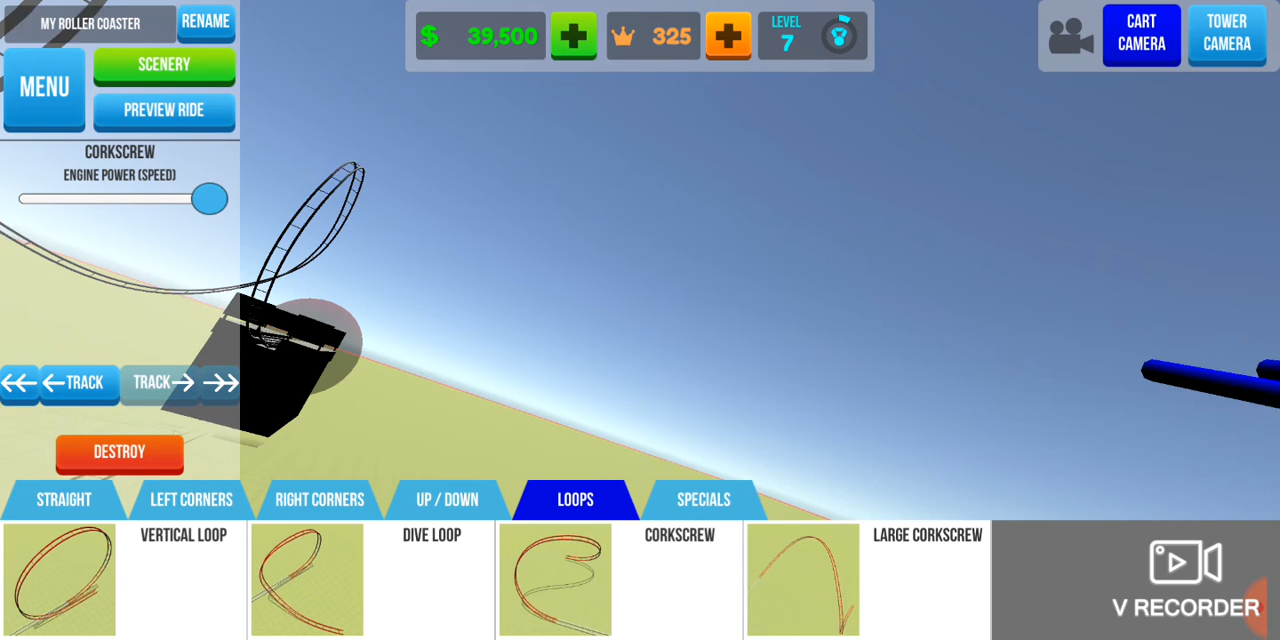 MY ROLLER COASTER
RENAME
MENU
SCENERY
PREVIEW RIDE
$ 39,500
325
LEVEL
7
CART
CAMERA
TOWER
CAMERA
CORKSCREW
ENGINE POWER (SPEED)
TRACK
TRACK
DESTROY
STRAIGHT
LEFT CORNERS
RIGHT CORNERS
UP / DOWN
LOOPS
SPECIALS
VERTICAL LOOP
DIVE LOOP
CORKSCREW
LARGE CORKSCREW
V RECORDER